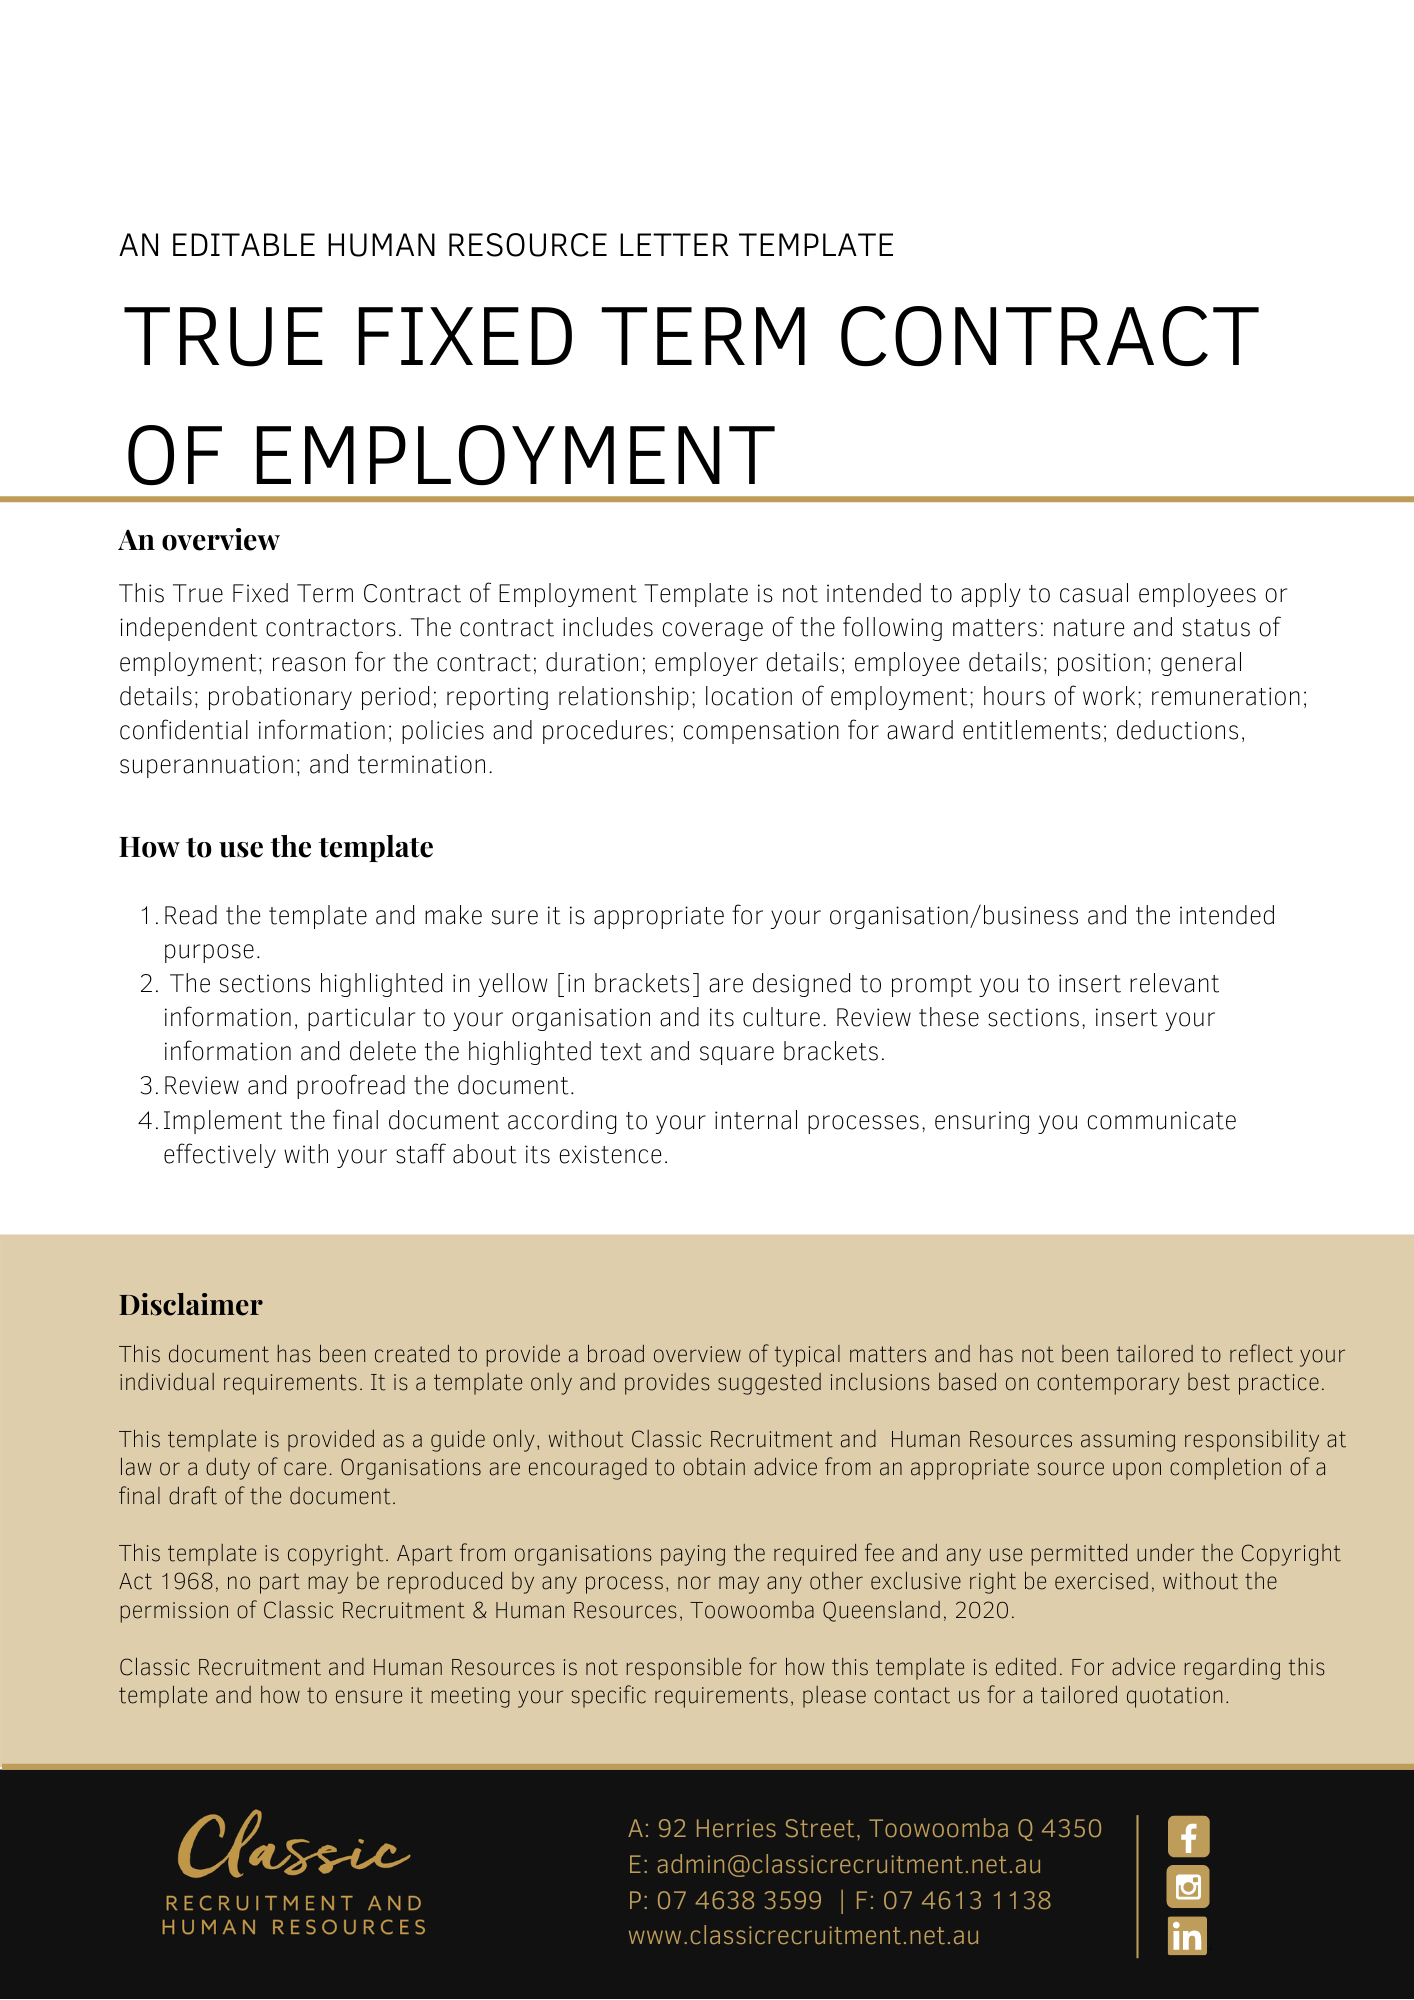 AN EDITABLE HUMAN RESOURCE LETTER TEMPLATE
TRUE FIXED TERM CONTRACT
OF EMPLOYMENT
An overview
This True Fixed Term Contract of Employment Template is not intended to apply to casual employees or
independent contractors. The contract includes coverage of the following matters: nature and status of
employment; reason for the contract; duration; employer details; employee details; position; general
details; probationary period; reporting relationship; location of employment; hours of work; remuneration;
confidential information; policies and procedures; compensation for award entitlements; deductions,
superannuation; and termination.
How to use the template
1. Read the template and make sure it is appropriate for your organisation/business and the intended
purpose.
2. The sections highlighted in yellow [in brackets] are designed to prompt you to insert relevant
information, particular to your organisation and its culture. Review these sections, insert your
information and delete the highlighted text and square brackets.
3. Review and proofread the document.
4. Implement the final document according to your internal processes, ensuring you communicate
effectively with your staff about its existence.
Disclaimer
This document has been created to provide a broad overview of typical matters and has not been tailored to reflect your
individual requirements. It is a template only and provides suggested inclusions based on contemporary best practice.
This template is provided as a guide only, without Classic Recruitment and Human Resources assuming responsibility at
law or a duty of care. Organisations are encouraged to obtain advice from an appropriate source upon completion of a
final draft of the document.
This template is copyright. Apart from organisations paying the required fee and any use permitted under the Copyright
Act 1968, no part may be reproduced by any process, nor may any other exclusive right be exercised, without the
permission of Classic Recruitment & Human Resources, Toowoomba Queensland, 2020.
Classic Recruitment and Human Resources is not responsible for how this template is edited. For advice regarding this
template and how to ensure it meeting your specific requirements, please contact us for a tailored quotation.
Classic
RECRUITMENT AND
HUMAN RESOURCES
A: 92 Herries Street, Toowoomba Q 4350
E: admin@classicrecruitment.net.au
P: 07 4638 3599 | F: 07 4613 1138
www.classicrecruitment.net.au